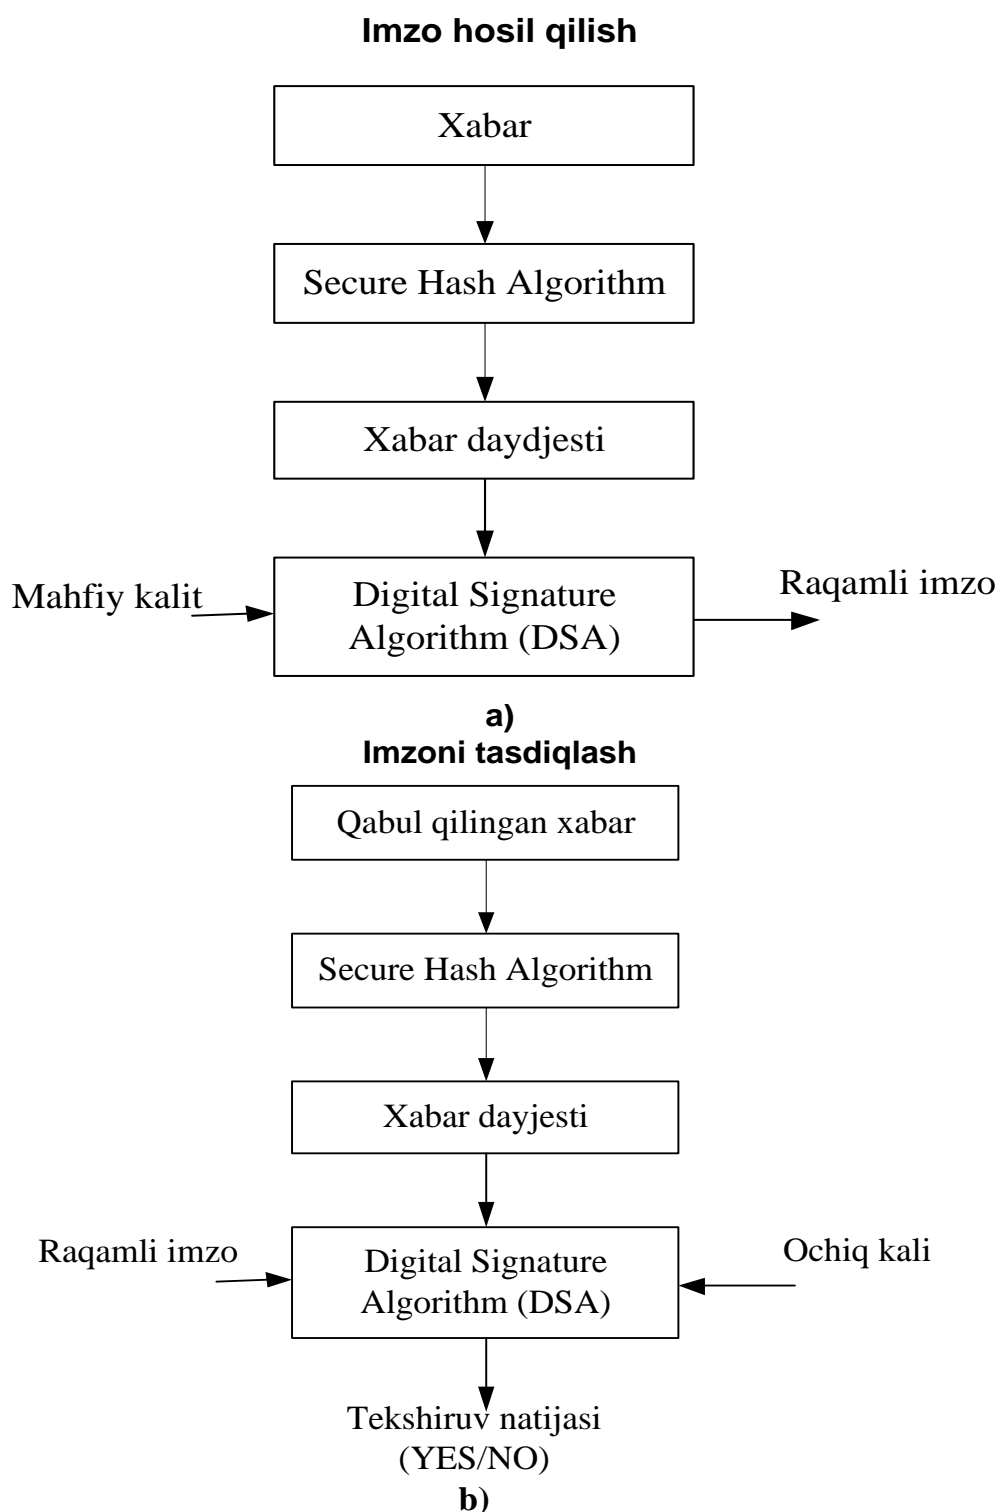 Imzo hosil qilish
Xabar
Secure Hash Algorithm
Xabar daydjesti
Mahfiy kalit
Digital Signature
Algorithm (DSA)
Raqamli imzo
a)
Imzoni tasdiqlash
Qabul qilingan xabar
Secure Hash Algorithm
Xabar dayjesti
Raqamli imzo
Digital Signature
Algorithm (DSA)
Ochiq kali
Tekshiruv natijasi
(YES/NO)
b)